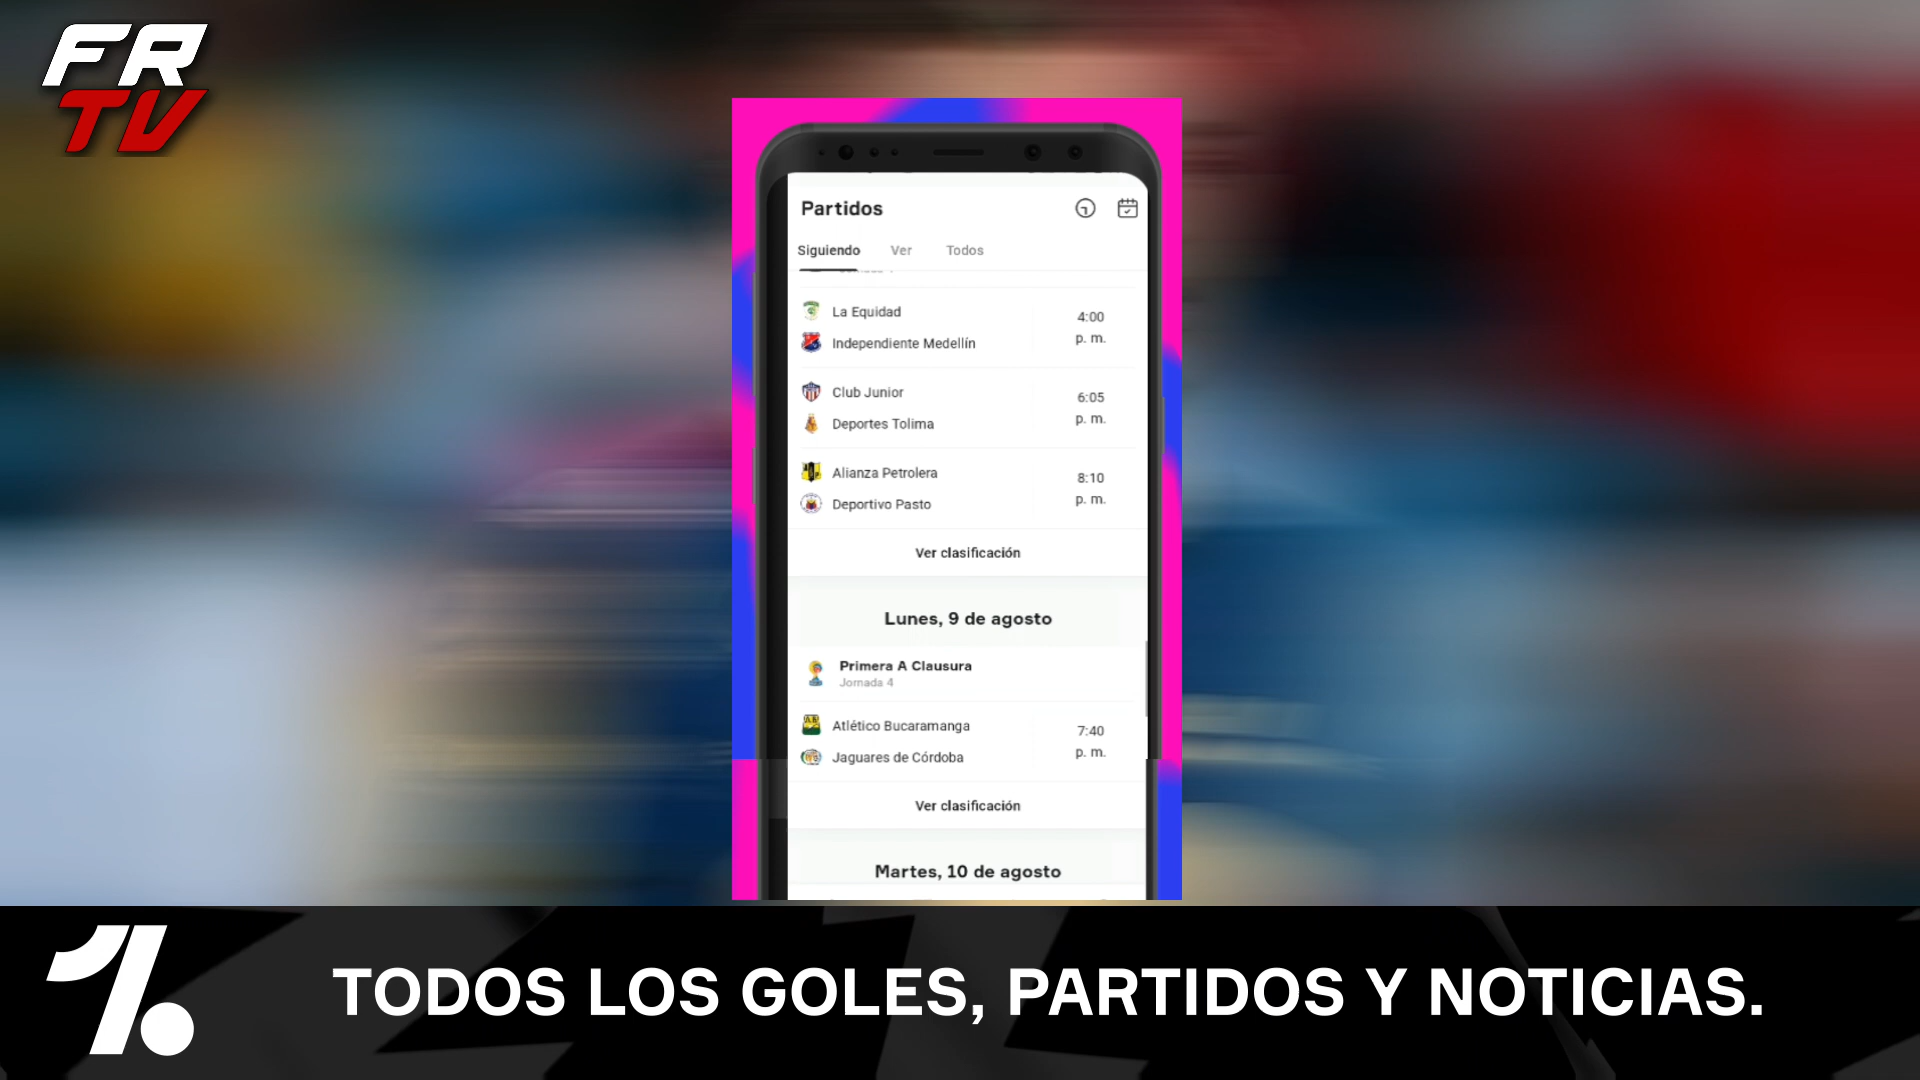 FR
TV
Partidos
Siguiendo Ver Todos
La Equidad
Independiente Medellín
4:00
p. m.
Club Junior
Deportes Tolima
6:05
p. m.
Alianza Petrolera
Deportivo Pasto
8:10
p. m.
Ver clasificación
Lunes, 9 de agosto
Primera A Clausura
Jornada 4
Atlético Bucaramanga
Jaguares de Córdoba
7:40
p. m.
Ver clasificación
Martes, 10 de agosto
1. TODOS LOS GOLES, PARTIDOS Y NOTICIAS.